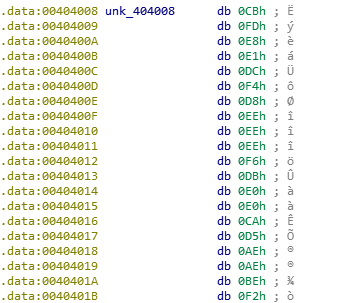 .data:00404008 unk_404008 db 0CBh ; Ë
.data:00404009 db 0FDh ; ý
.data:0040400A db 0E8h ; è
.data:0040400B db 0E1h ; á
.data:0040400C db 0DCh ; Ü
.data:0040400D db 0F4h ; ô
.data:0040400E db 0D8h ; Ø
.data:0040400F db 0EEh ; î
.data:00404010 db 0EEh ; î
.data:00404011 db 0EEh ; î
.data:00404012 db 0F6h ; ö
.data:00404013 db 0DBh ; Û
.data:00404014 db 0E0h ; à
.data:00404015 db 0E0h ; à
.data:00404016 db 0CAh ; Ê
.data:00404017 db 0D5h ; Õ
.data:00404018 db 0AEh ; ®
.data:00404019 db 0AEh ; ®
.data:0040401A db 0BEh ; ¾
.data:0040401B db 0F2h ; ò